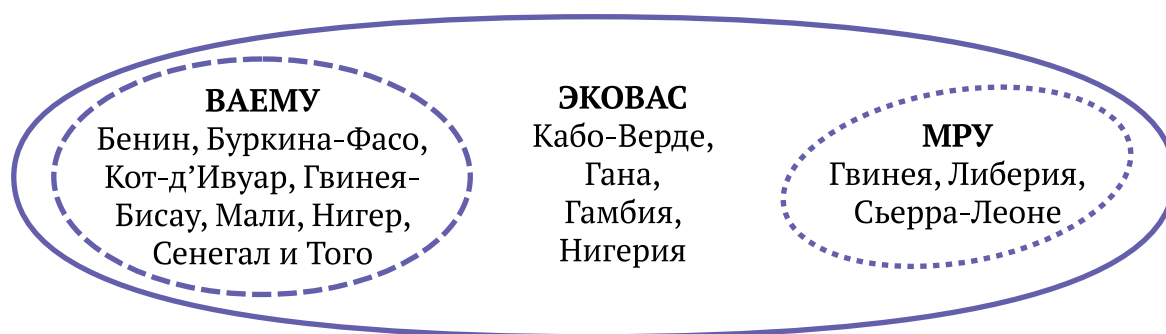 ВАЕМУ
Бенин, Буркина-Фасо,
Кот-д’Ивуар, Гвинея-
Бисау, Мали, Нигер,
Сенегал и Того
ЭКОВАС
Кабо-Верде,
Гана,
Гамбия,
Нигерия
МРУ
Гвинея, Либерия,
Сьерра-Леоне